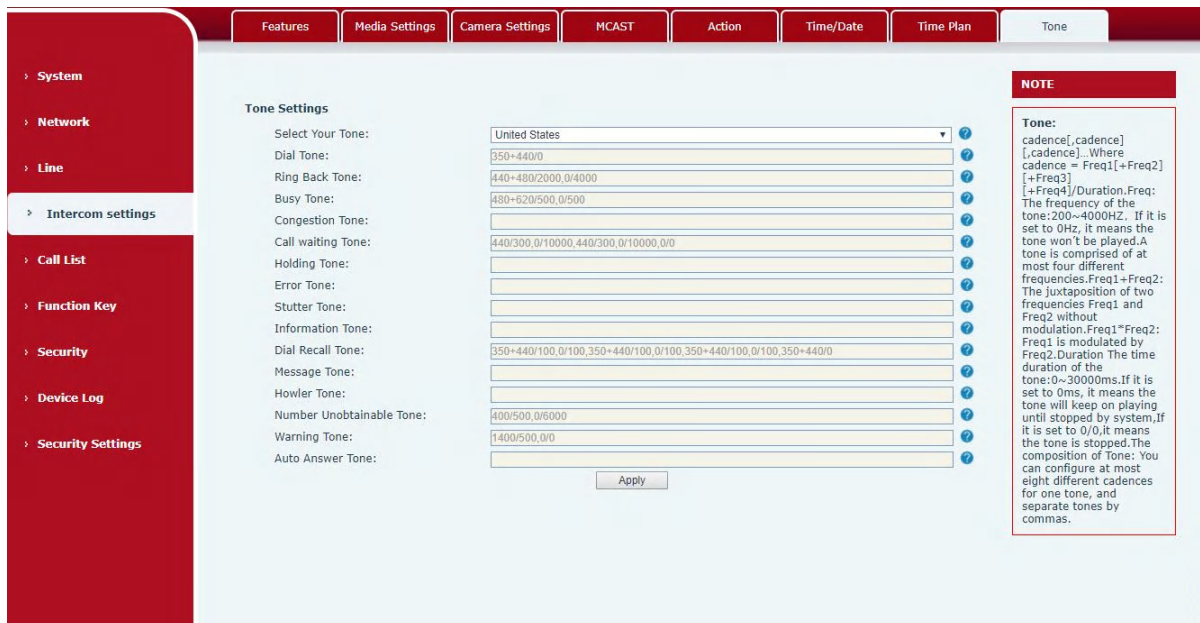 Features
Media Settings
Camera Settings
MCAST
Action
Time/Date
Time Plan
Tone
› System
› Network
› Line
› Intercom settings
› Call List
› Function Key
› Security
› Device Log
› Security Settings
Tone Settings
Select Your Tone: United States
Dial Tone: 350+440/0
Ring Back Tone: 440+480/2000,0/4000
Busy Tone: 480+620/500,0/500
Congestion Tone:
Call waiting Tone: 440/300,0/10000,440/300,0/10000,0/0
Holding Tone:
Error Tone:
Stutter Tone:
Information Tone:
Dial Recall Tone: 350+440/100,0/100,350+440/100,0/100,350+440/100,0/100,350+440/0
Message Tone:
Howler Tone:
Number Unobtainable Tone: 400/500,0/6000
Warning Tone: 1400/500,0/0
Auto Answer Tone:
Apply
NOTE
Tone:
cadence[,cadence]
[,cadence]...Where
cadence = Freq1[+Freq2]
[+Freq3]
[+Freq4]/Duration.Freq:
The frequency of the
tone:200~4000HZ. If it is
set to 0Hz, it means the
tone won't be played.A
tone is comprised of at
most four different
frequencies.Freq1+Freq2:
The juxtaposition of two
frequencies Freq1 and
Freq2 without
modulation.Freq1*Freq2:
Freq1 is modulated by
Freq2.Duration The time
duration of the
tone:0~30000ms.If it is
set to 0ms, it means the
tone will keep on playing
until stopped by system,If
it is set to 0/0,it means
the tone is stopped.The
composition of Tone: You
can configure at most
eight different cadences
for one tone, and
separate tones by
commas.